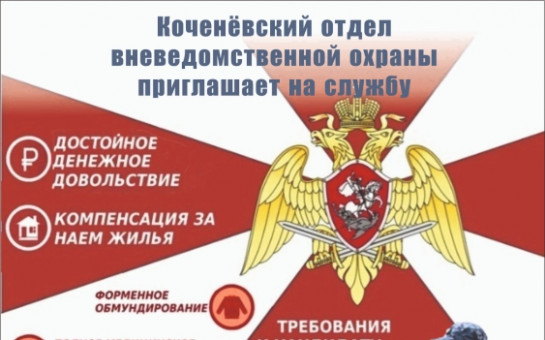 Коченёвский отдел
вневедомственной охраны
приглашает на службу
ДОСТОЙНОЕ
ДЕНЕЖНОЕ
ДОВОЛЬСТВИЕ
КОМПЕНСАЦИЯ ЗА
НАЕМ ЖИЛЬЯ
ФОРМЕННОЕ
ОБМУНДИРОВАНИЕ
ТРЕБОВАНИЯ